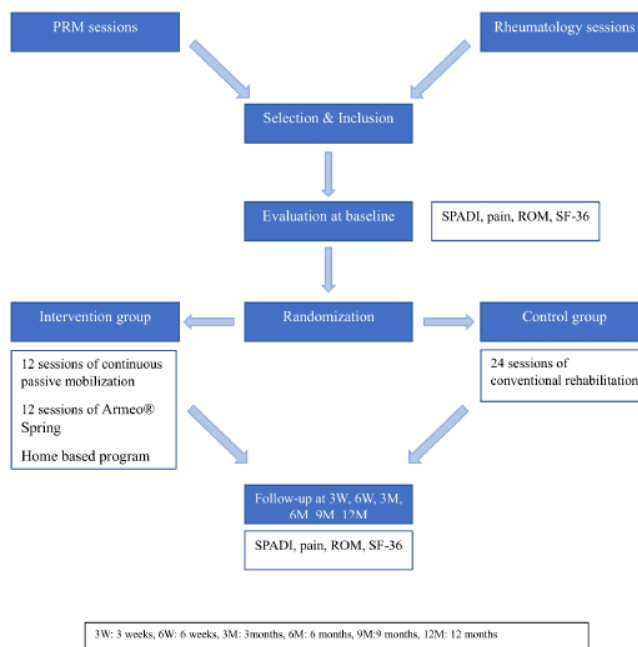 PRM sessions
Rheumatology sessions
Selection & Inclusion
Evaluation at baseline
SPADI, pain, ROM, SF-36
Intervention group
Randomization
Control group
12 sessions of continuous
passive mobilization
12 sessions of Armeo® 
Spring
Home based program
24 sessions of
conventional rehabilitation
Follow-up at 3W, 6W, 3M,
6M, 9M, 12M
SPADI, pain, ROM, SF-36
3W: 3 weeks, 6W: 6 weeks, 3M: 3months, 6M: 6 months, 9M:9 months, 12M: 12 months